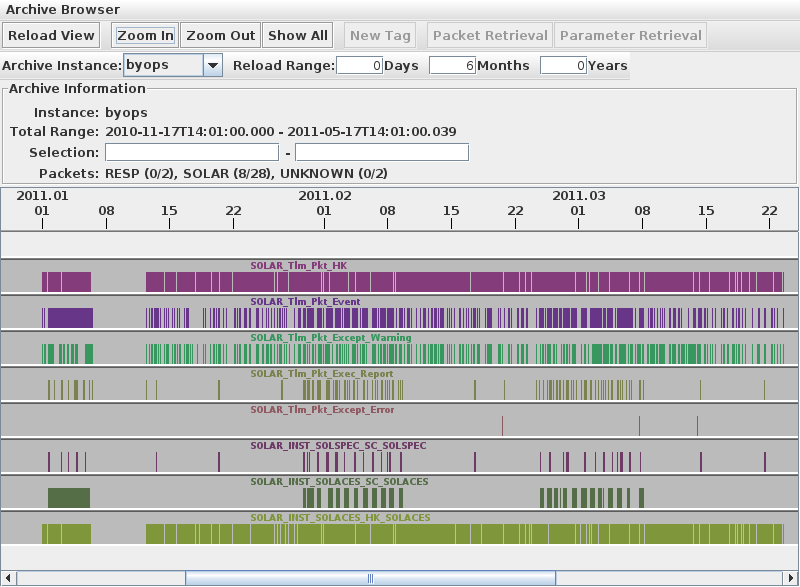 Archive Browser
Reload View Zoom In Zoom Out Show All New Tag Packet Retrieval Parameter Retrieval
Archive Instance: byops Reload Range: 0 Days 6 Months 0 Years
Archive Information
Instance: byops
Total Range: 2010-11-17T14:01:00.000 - 2011-05-17T14:01:00.039
Selection: -
Packets: RESP (0/2), SOLAR (8/28), UNKNOWN (0/2)
2011.01 2011.02 2011.03
01 08 15 22 01 08 15 22 01 08 15 22
SOLAR_Tlm_Pkt_HK
SOLAR_Tlm_Pkt_Event
SOLAR_Tlm_Pkt_Except_Warning
SOLAR_Tlm_Pkt_Exec_Report
SOLAR_Tlm_Pkt_Except_Error
SOLAR_INST_SOLSPEC_SC_SOLSPEC
SOLAR_INST_SOLACES_SC_SOLACES
SOLAR_INST_SOLACES_HK_SOLACES